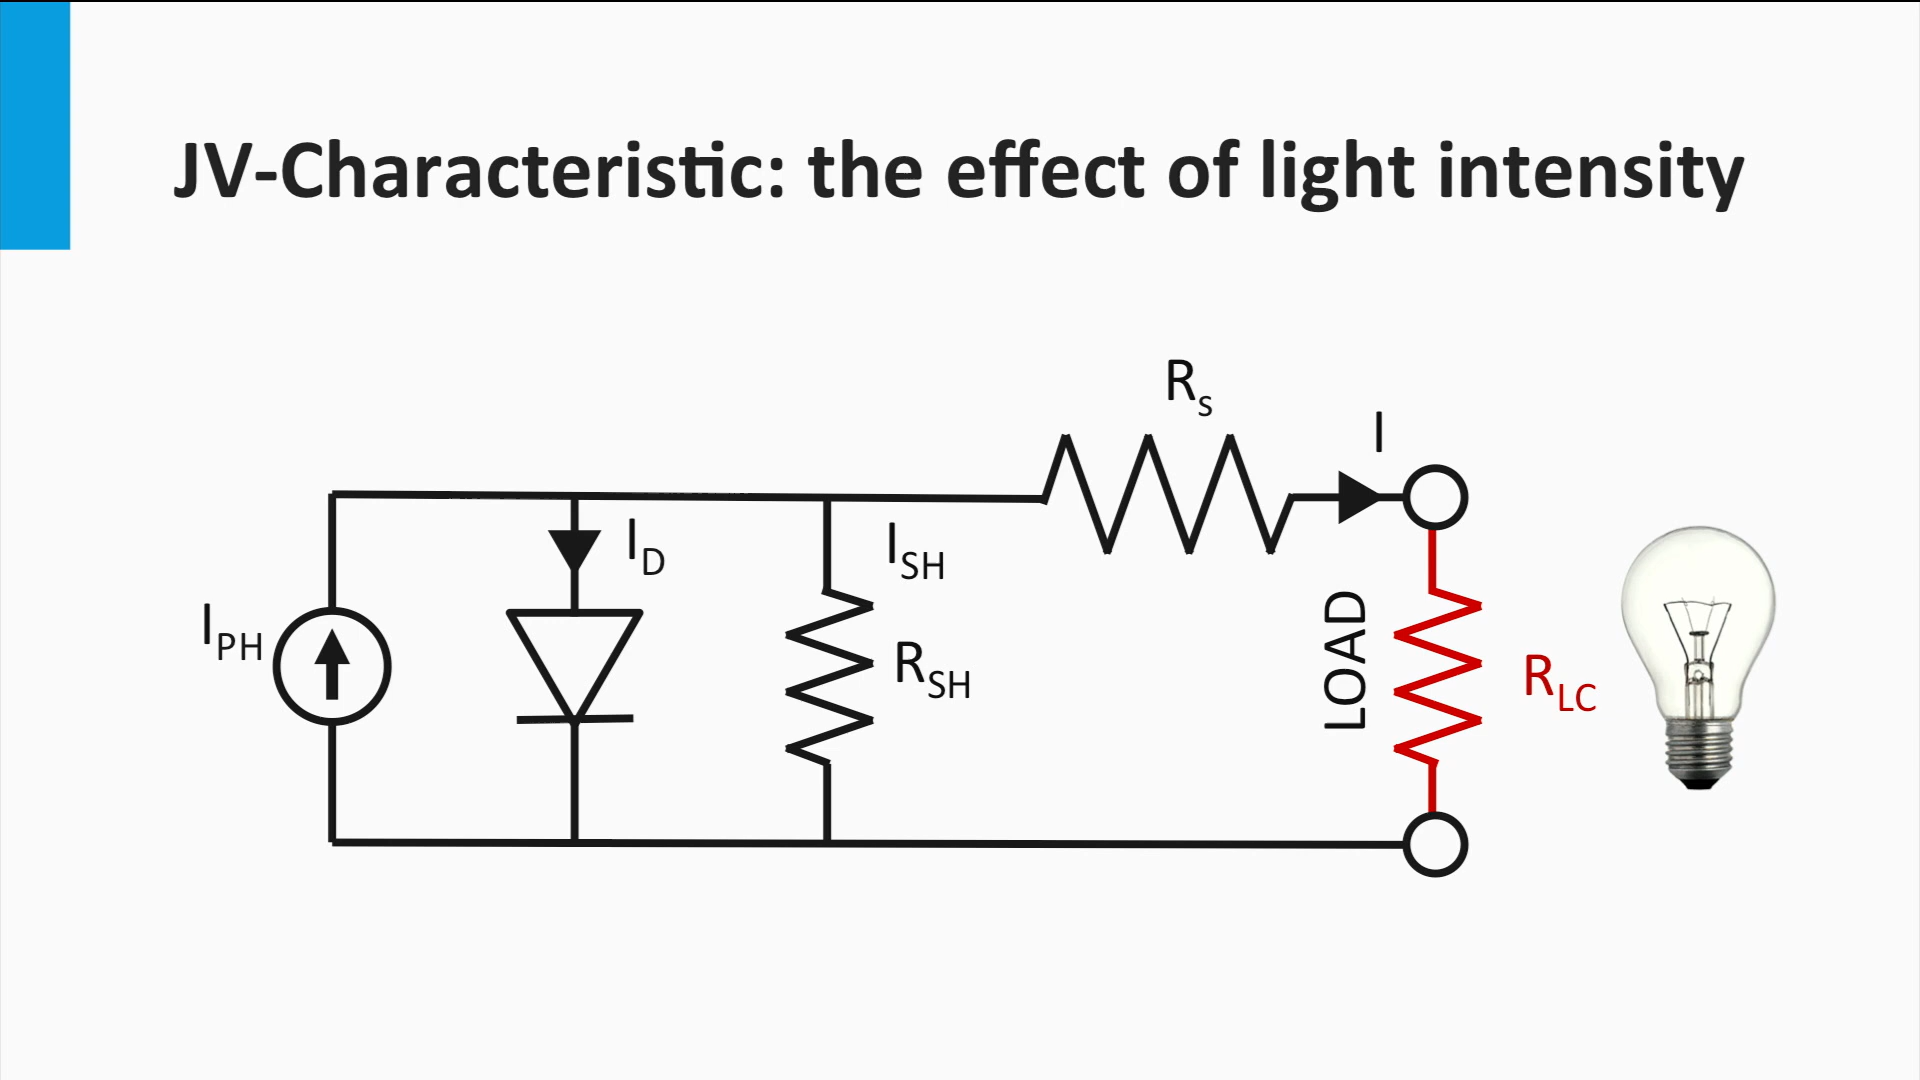 JV-Characteristic: the effect of light intensity
Rs
I
ID
ISH
IPH
RSH
LOAD
RLC